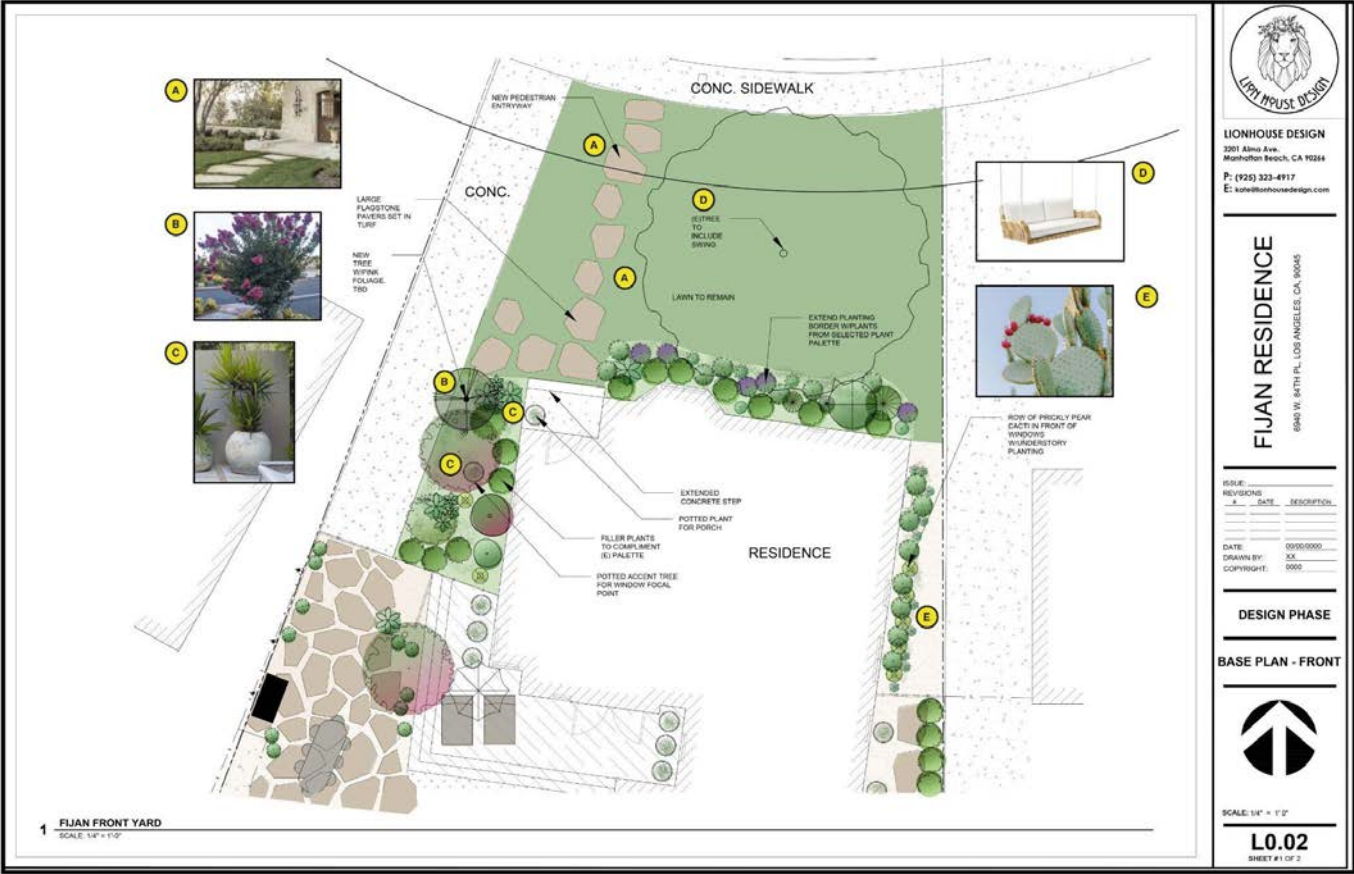 A
B
C
NEW PEDESTRIAN
ENTRYWAY
CONC. SIDEWALK
A
CONC.
LARGE
FLAGSTONE
PAVERS SET IN
TURF
NEW
TREE
W/PINK
FOLIAGE.
TBD
D
(E)TREE
TO
INCLUDE
SWING
A
LAWN TO REMAIN
EXTEND PLANTING
BORDER W/PLANTS
FROM SELECTED PLANT
PALETTE
D
E
B
C
C
ROW OF PRICKLY PEAR
CACTI IN FRONT OF
WINDOWS
W/UNDERSTORY
PLANTING
EXTENDED
CONCRETE STEP
POTTED PLANT
FOR PORCH
FILLER PLANTS
TO COMPLIMENT
(E) PALETTE
POTTED ACCENT TREE
FOR WINDOW FOCAL
POINT
RESIDENCE
E
1 FIJAN FRONT YARD
SCALE: 1/4" = 1'-0"
LION HOUSE DESIGN
LIONHOUSE DESIGN
3201 Alma Ave.
Manhattan Beach, CA 90266
P: (925) 323-4917
E: kate@lionhousedesign.com
FIJAN RESIDENCE
6940 W. 84TH PL, LOS ANGELES, CA, 90045
ISSUE:
REVISIONS
# DATE DESCRIPTION
DATE: 00/00/0000
DRAWN BY: XX
COPYRIGHT: 0000
DESIGN PHASE
BASE PLAN - FRONT
SCALE: 1/4" = 1' 0"
L0.02
SHEET #1 OF 2